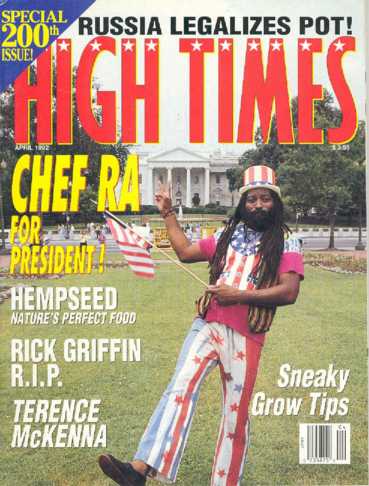 SPECIAL
200th
ISSUE!
RUSSIA LEGALIZES POT!
HIGH TIMES
APRIL 1992
$3.95
CHEF RA
FOR
PRESIDENT!
HEMPSEED
NATURE'S PERFECT FOOD
RICK GRIFFIN
R.I.P.
TERENCE
McKENNA
Sneaky
Grow Tips
04